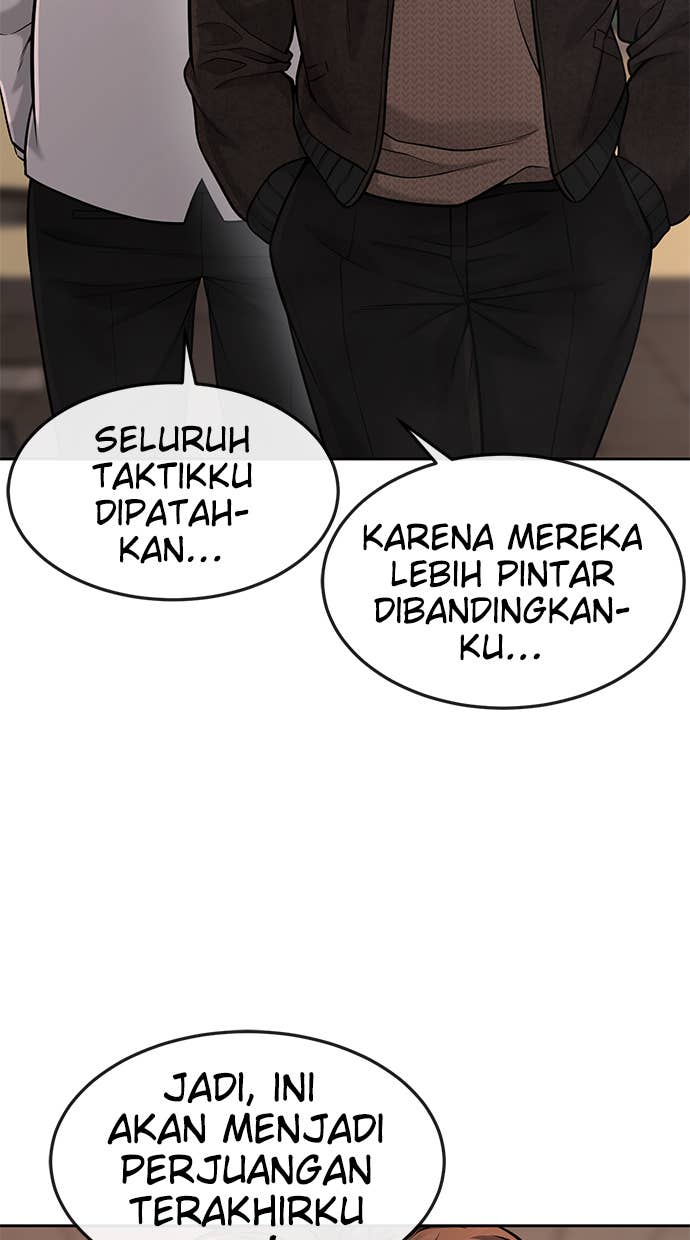 SELURUH
TAKTIKKU
DIPATAH-
KAN...
KARENA MEREKA
LEBIH PINTAR
DIBANDINGKAN-
KU...
JADI, INI
AKAN MENJADI
PERJUANGAN
TERAKHIRKU